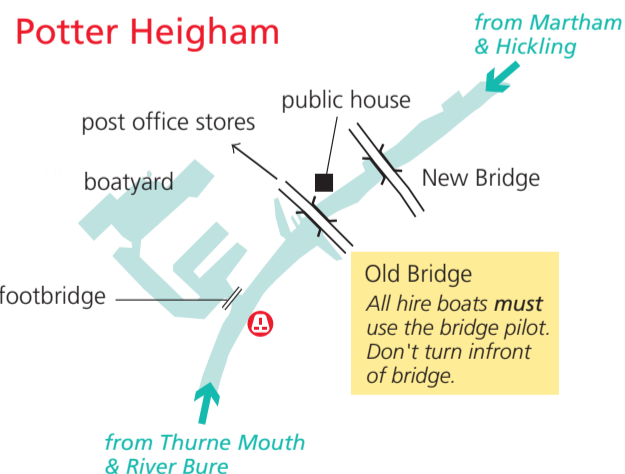 Potter Heigham
from Martham
& Hickling
public house
post office stores
boatyard
New Bridge
footbridge
Old Bridge
All hire boats must
use the bridge pilot.
Don't turn infront
of bridge.
from Thurne Mouth
& River Bure